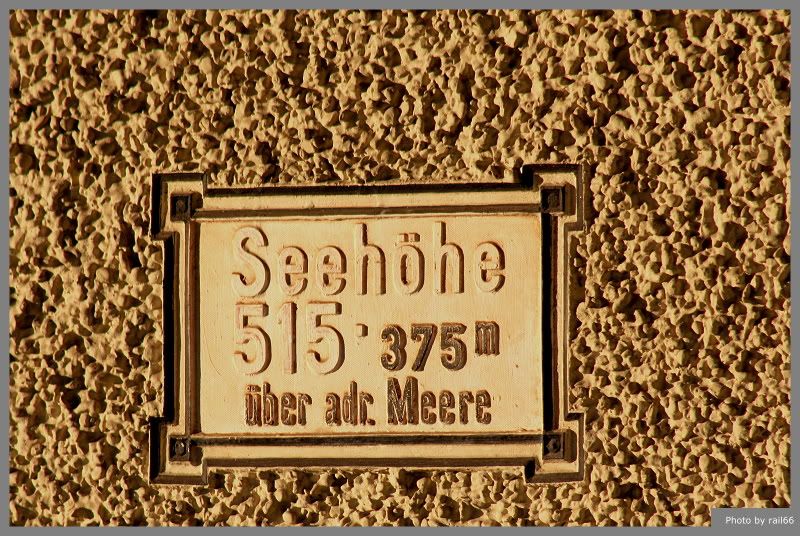 Seehöhe
515· 375m
über adr. Meere
Photo by rail66